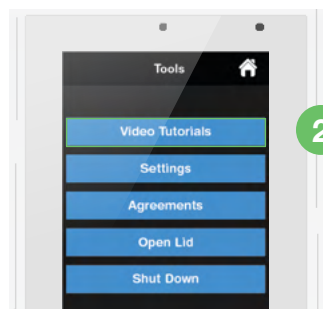 Tools
Video Tutorials
2
Settings
Agreements
Open Lid
Shut Down